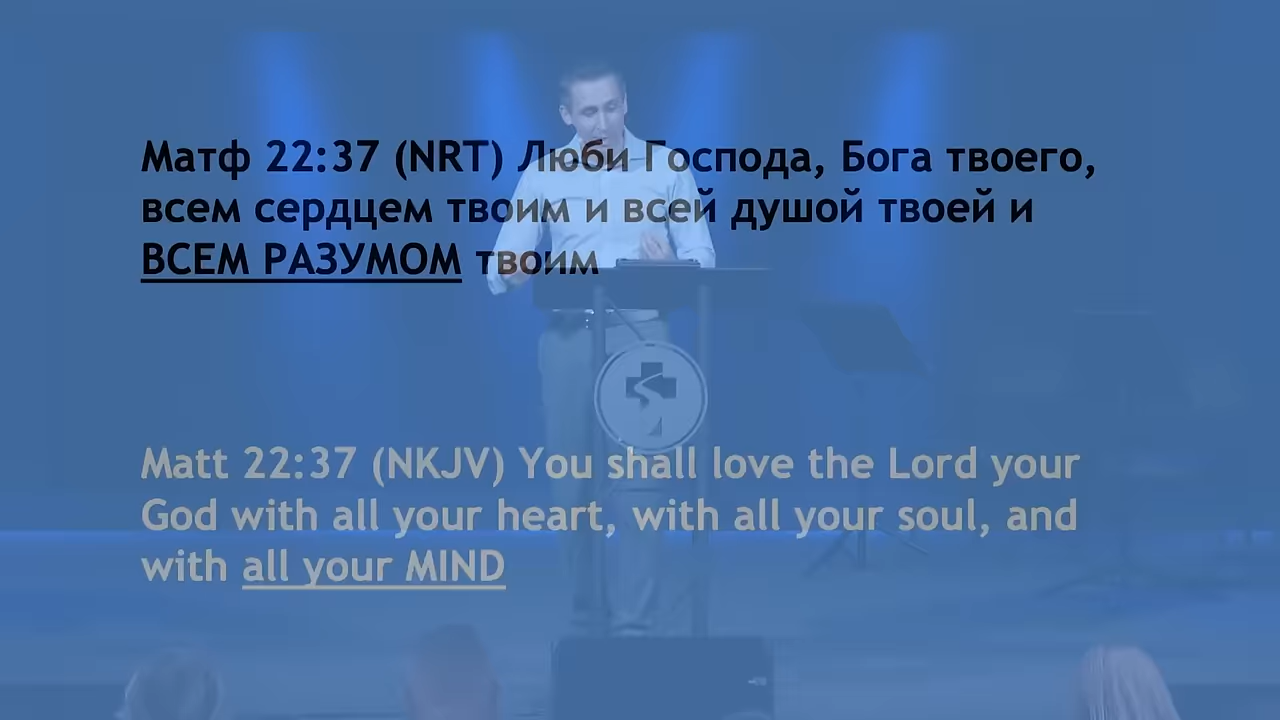 Матф 22:37 (NRT) Люби Господа, Бога твоего,
всем сердцем твоим и всей душой твоей и
ВСЕМ РАЗУМОМ твоим
Matt 22:37 (NKJV) You shall love the Lord your
God with all your heart, with all your soul, and
with all your MIND